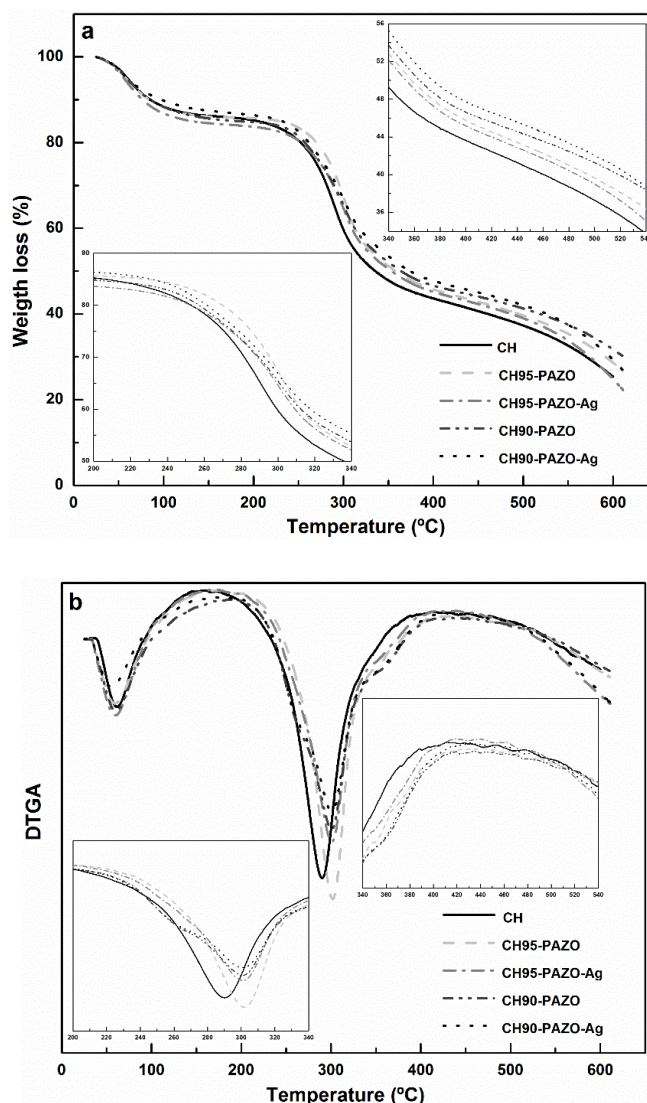 a
100
80
60
40
20
0
Weigth loss (%)
56
52
48
44
40
36
340 360 380 400 420 440 460 480 500 520 540
90
80
70
60
50
200 220 240 260 280 300 320 340
CH
CH95-PAZO
CH95-PAZO-Ag
CH90-PAZO
CH90-PAZO-Ag
0 100 200 300 400 500 600
Temperature (ºC)
b
DTGA
340 360 380 400 420 440 460 480 500 520 540
200 220 240 260 280 300 320 340
CH
CH95-PAZO
CH95-PAZO-Ag
CH90-PAZO
CH90-PAZO-Ag
0 100 200 300 400 500 600
Temperature (ºC)